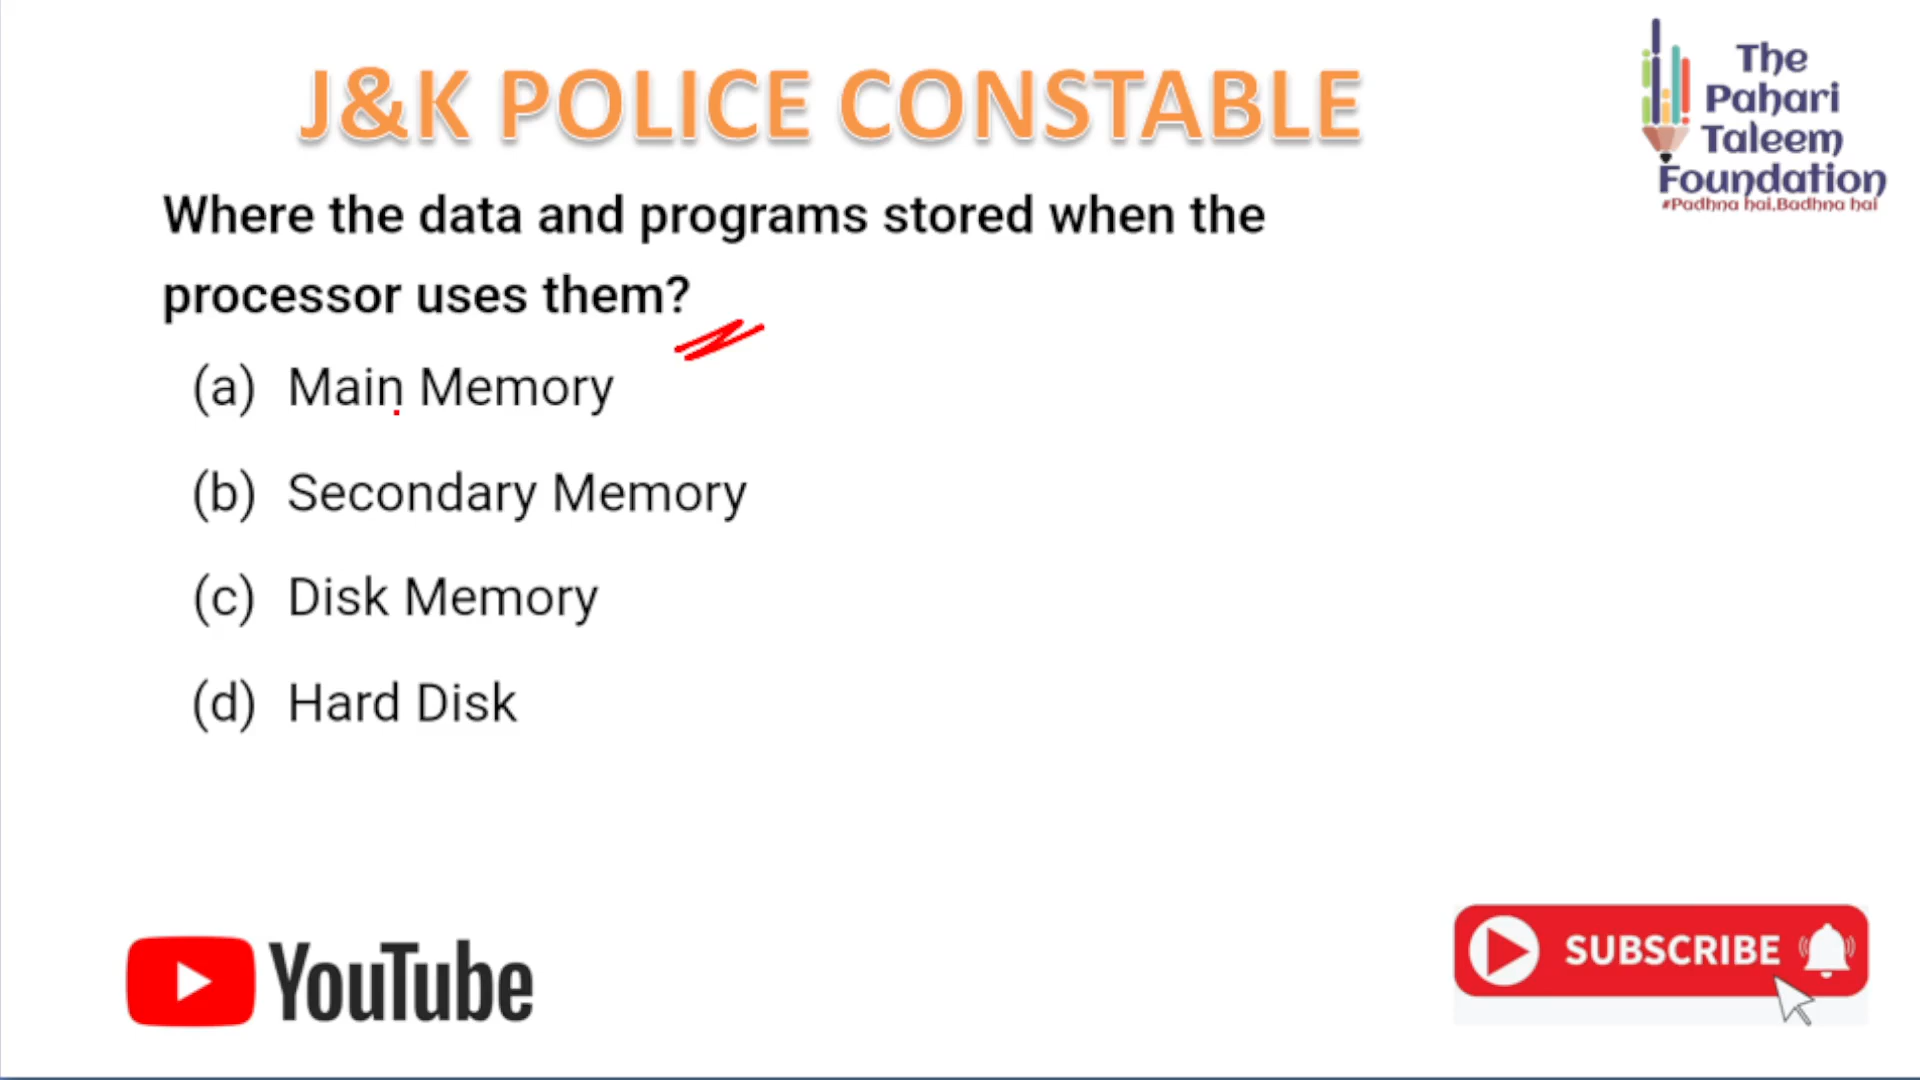 J&K POLICE CONSTABLE
The
Pahari
Taleem
Foundation
#Padhna hai,Badhna hai
Where the data and programs stored when the
processor uses them?
(a) Main Memory
(b) Secondary Memory
(c) Disk Memory
(d) Hard Disk
YouTube
SUBSCRIBE